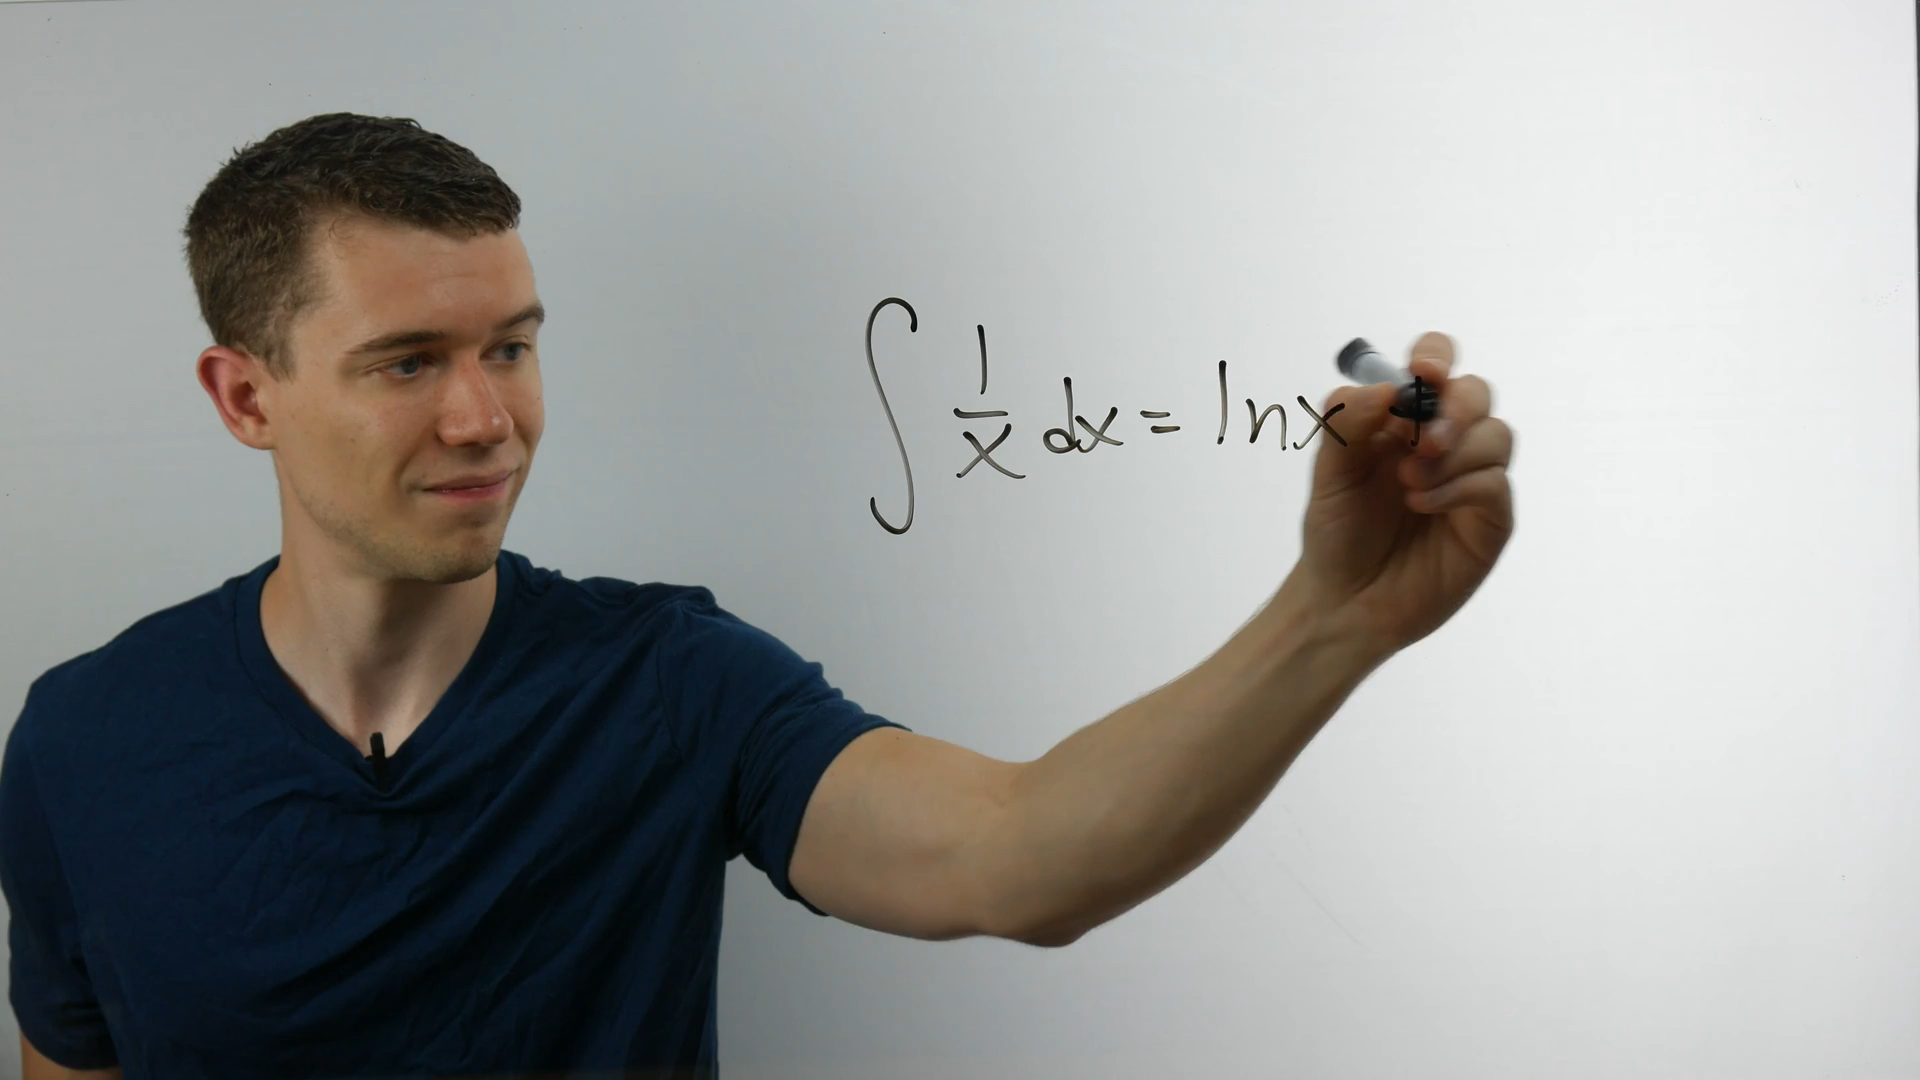 ∫ 1/x dx = ln x +